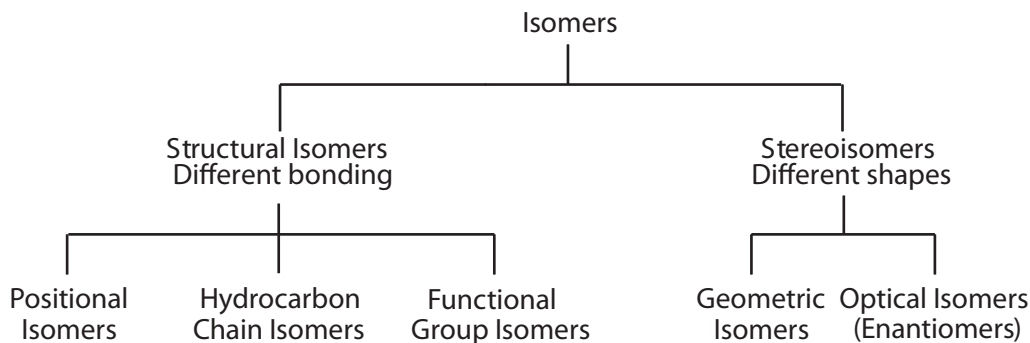 Isomers
Structural Isomers
Different bonding
Stereoisomers
Different shapes
Positional
Isomers
Hydrocarbon
Chain Isomers
Functional
Group Isomers
Geometric
Isomers
Optical Isomers
(Enantiomers)